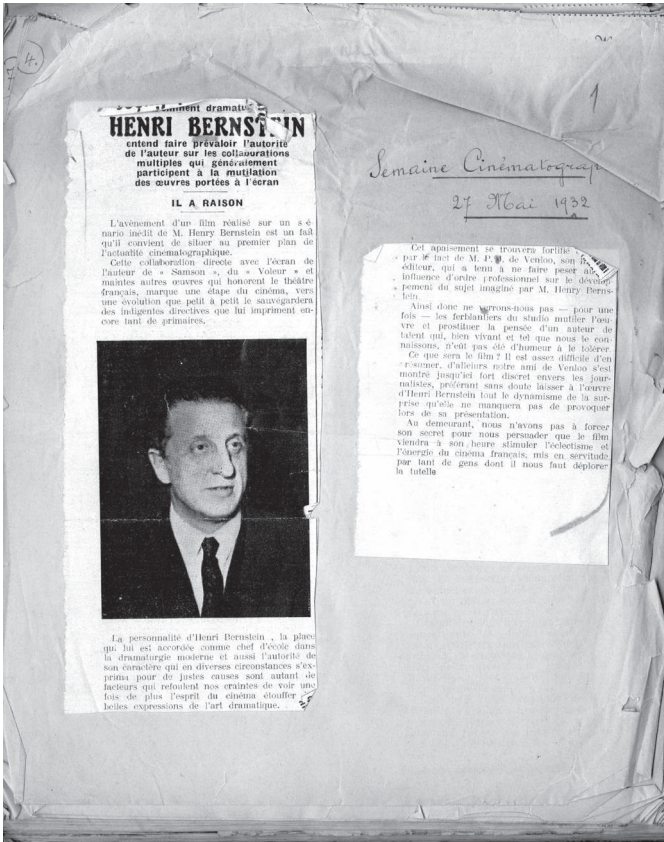 4.
1
inent dramatu
HENRI BERNSTEIN
entend faire prévaloir l'autorité
de l'auteur sur les collaborations
multiples qui généralement
participent à la mutilation
des œuvres portées à l'écran
IL A RAISON
L'avènement d'un film réalisé sur un s é-
nario inédit de M. Henry Bernstein est un fait
qu'il convient de situer au premier plan de
l'actualité cinématographique.
Cette collaboration directe avec l'écran de
l'auteur de « Samson », du « Voleur » et
maintes autres œuvres qui honorent le théâtre
français, marque une étape du cinéma, vers
une évolution que petit à petit le sauvegardera
des indigentes directives que lui impriment en-
core tant de primaires.
La personnalité d'Henri Bernstein , la place
qui lui est accordée comme chef d'école dans
la dramaturgie moderne et aussi l'autorité de
son caractère qui en diverses circonstances s'ex-
prima pour de justes causes sont autant de
facteurs qui refoulent nos craintes de voir une
fois de plus l'esprit du cinéma étouffer
belles expressions de l'art dramatique.
Semaine Cinématograp
27 Mai 1932
Cet apaisement se trouvera fortifié
par le fact de M. P. de Venloo, son
éditeur, qui a tenu à ne faire peser
influence d'ordre professionnel sur le dévelop-
pement du sujet imaginé par M. Henry Berns-
tein.
Ainsi donc ne verrons-nous pas — pour une
fois — les ferblantiers du studio mutiler l'œu-
vre et prostituer la pensée d'un auteur de
talent qui, bien vivant et tel que nous le con-
naissons, n'eût pas été d'humeur à le tolérer.
Ce que sera le film ? Il est assez difficile d'en
présumer, d'alleiurs notre ami de Venloo s'est
montré jusqu'ici fort discret envers les jour-
nalistes, préférant sans doute laisser à l'œuvre
d'Henri Bernstein tout le dynamisme de la sur-
prise qu'elle ne manquera pas de provoquer
lors de sa présentation.
Au demeurant, nous n'avons pas à forcer
son secret pour nous persuader que le film
viendra à son heure stimuler l'éclectisme et
l'énergie du cinéma français, mis en servitude
par tant de gens dont il nous faut déplorer
la tutelle